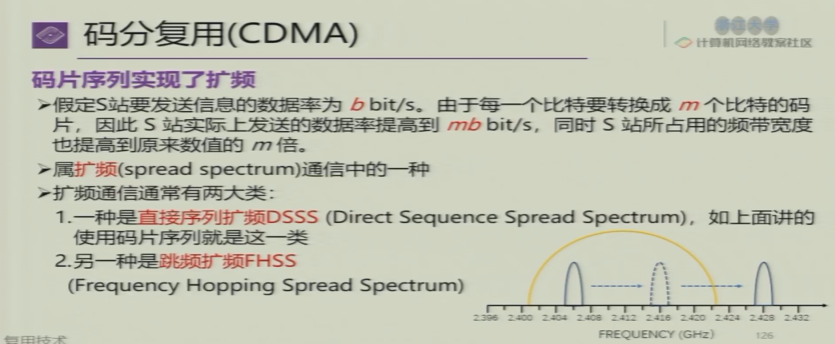 码分复用(CDMA)
计算机网络教案社区
码片序列实现了扩频
➢假定S站要发送信息的数据率为 b bit/s。由于每一个比特要转换成 m 个比特的码
片，因此 S 站实际上发送的数据率提高到 mb bit/s，同时 S 站所占用的频带宽度
也提高到原来数值的 m 倍。
➢属扩频(spread spectrum)通信中的一种
➢扩频通信通常有两大类：
1.一种是直接序列扩频DSSS (Direct Sequence Spread Spectrum)，如上面讲的
使用码片序列就是这一类
2.另一种是跳频扩频FHSS
(Frequency Hopping Spread Spectrum)
2.396 2.400 2.404 2.408 2.412 2.416 2.420 2.424 2.428 2.432
FREQUENCY (GHz)
126
复用技术